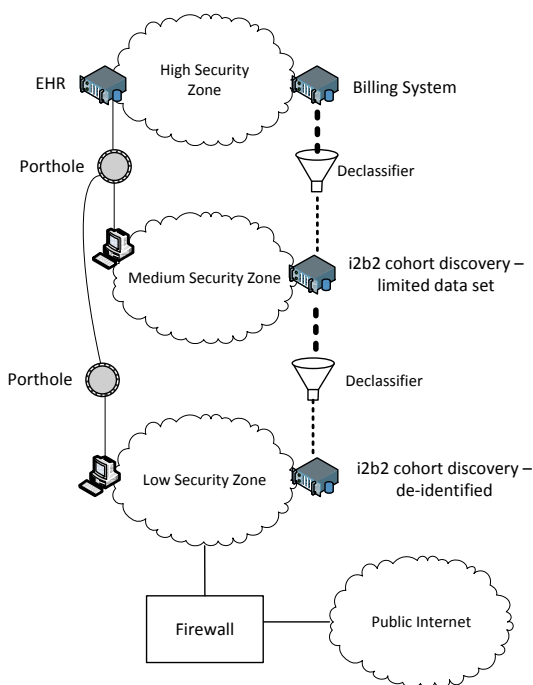 EHR
High Security
Zone
Billing System
Porthole
Declassifier
Medium Security Zone
i2b2 cohort discovery –
limited data set
Porthole
Declassifier
Low Security Zone
i2b2 cohort discovery –
de-identified
Firewall
Public Internet